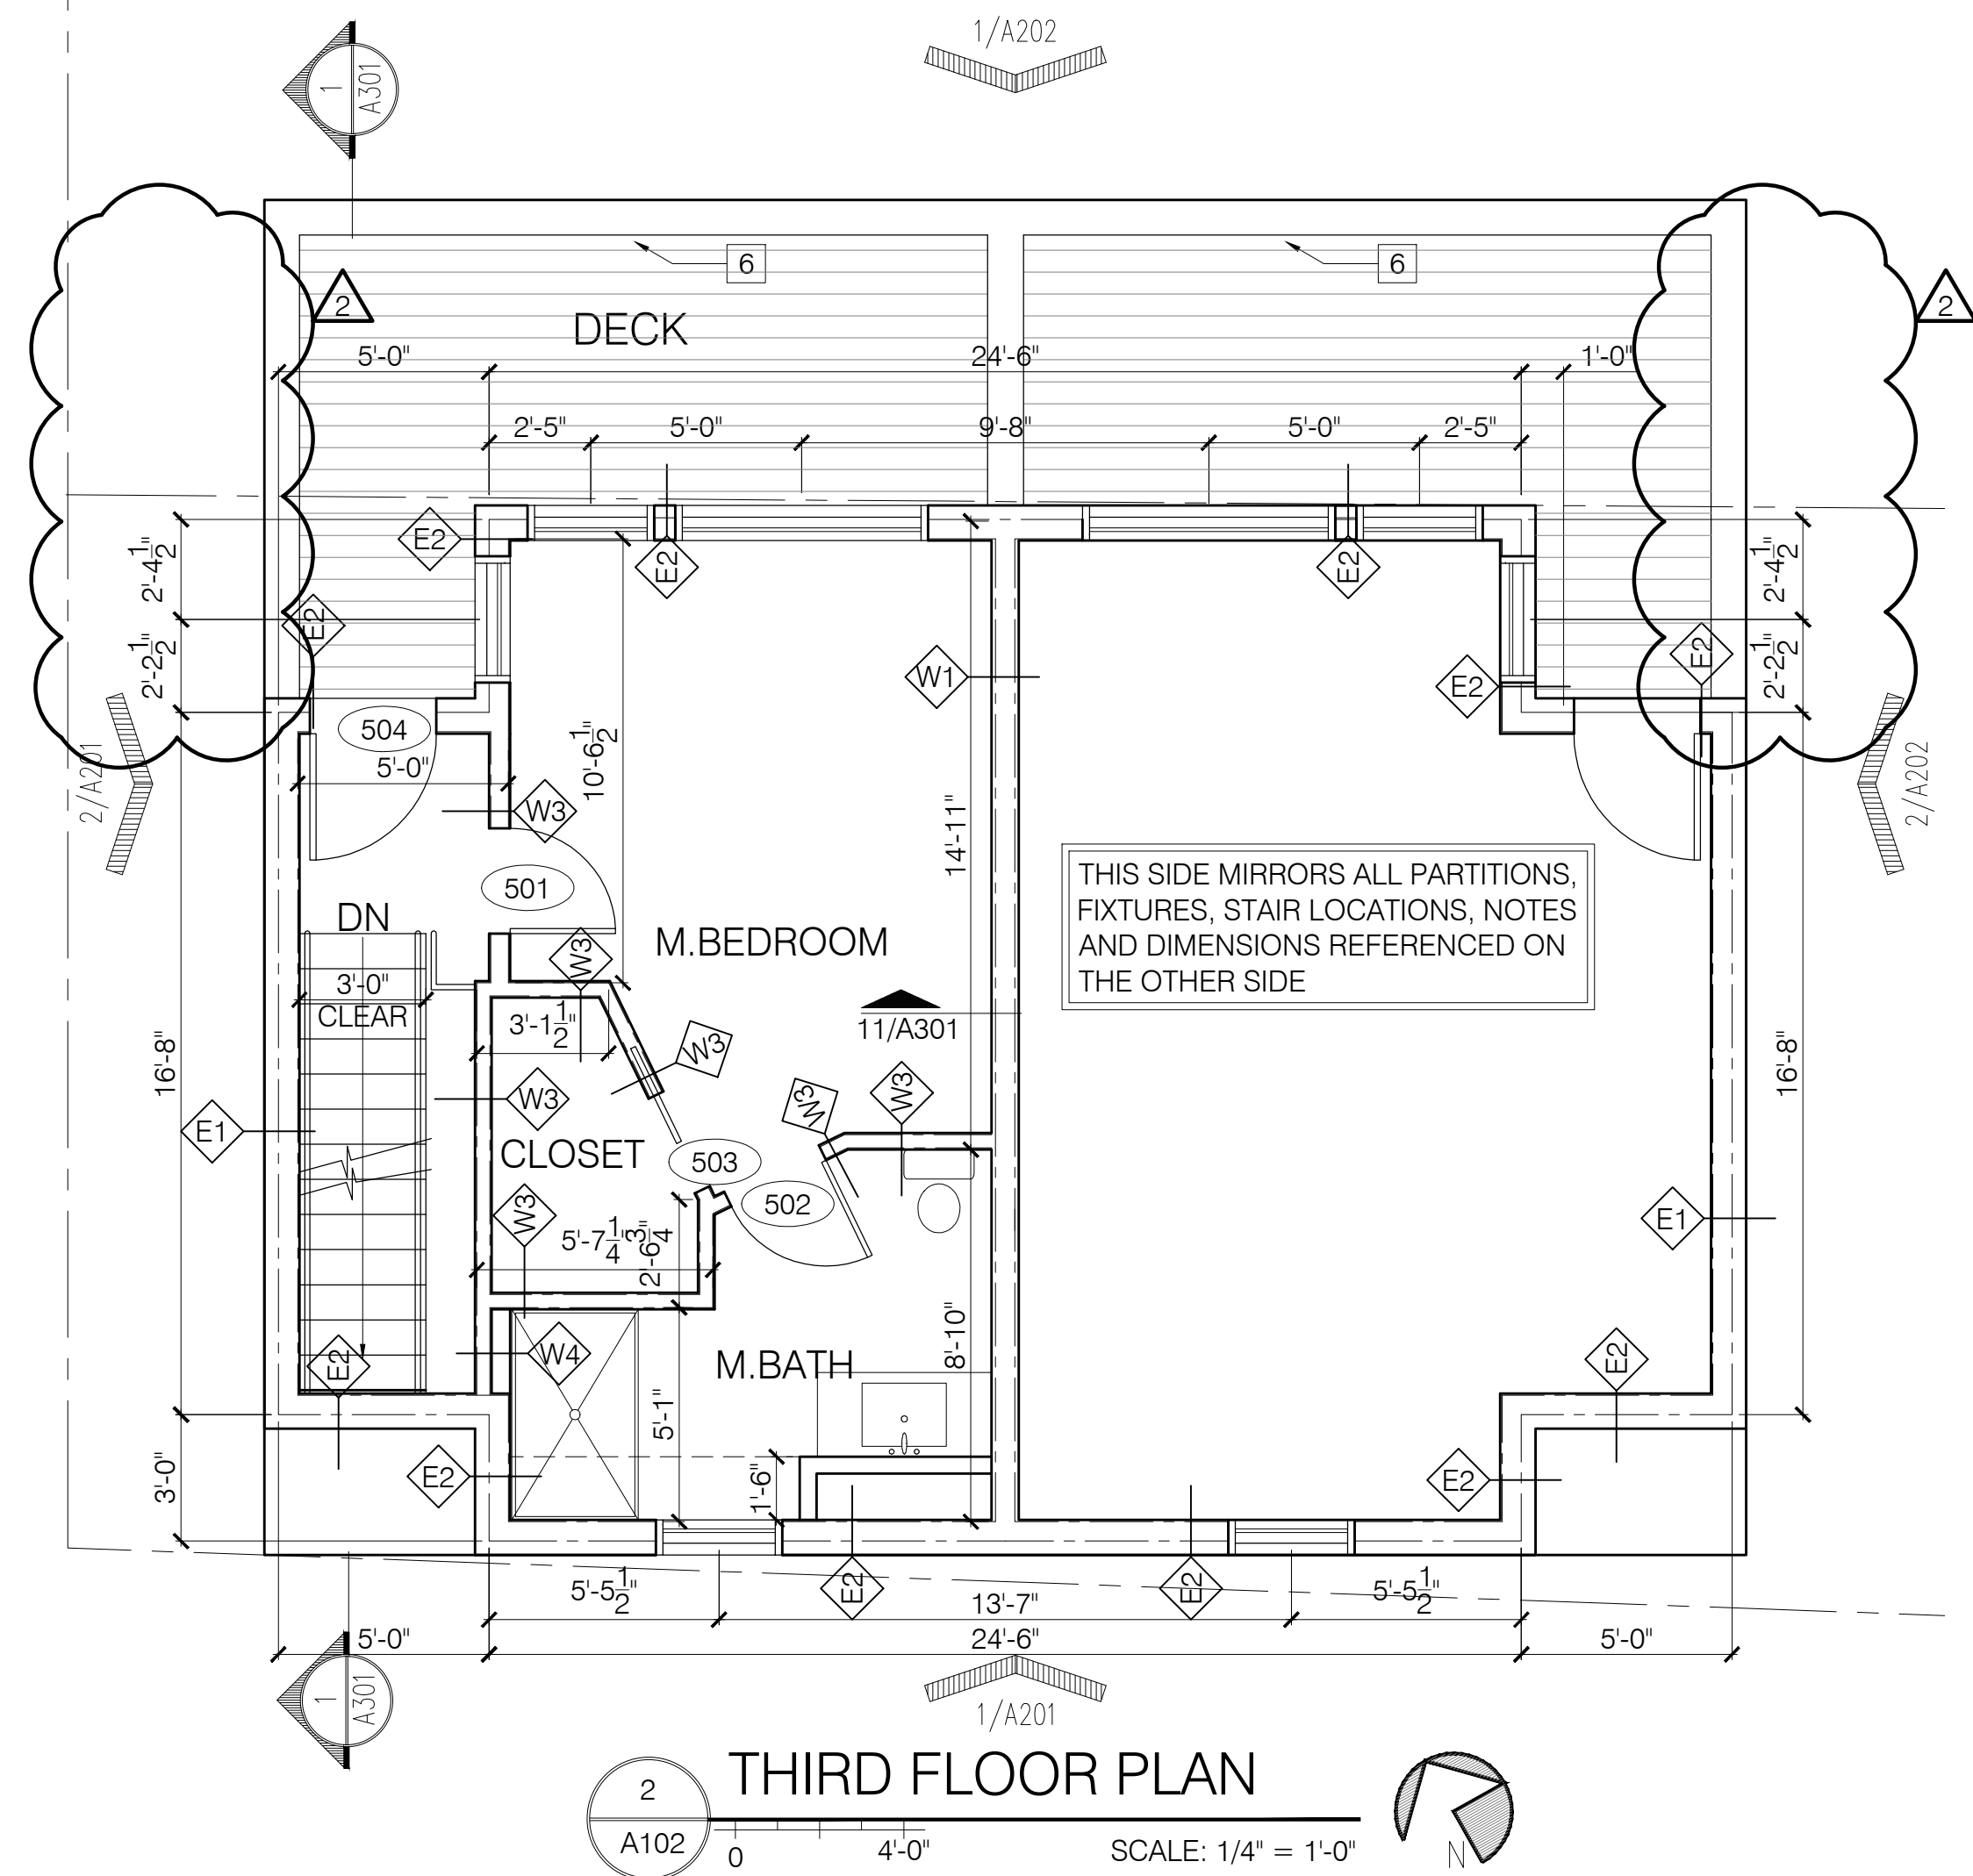 1/A202
1
A301
6
6
2
2
DECK
5'-0"
24'-6"
1'-0"
2'-5"
5'-0"
9'-8"
5'-0"
2'-5"
E2
E2
E2
2'-4 1/2"
2'-4 1/2"
E2
E2
2'-2 1/2"
2'-2 1/2"
W1
E2
504
5'-0"
10'-6 1/2"
2/A201
2/A202
W3
14'-11"
501
THIS SIDE MIRRORS ALL PARTITIONS,
FIXTURES, STAIR LOCATIONS, NOTES
AND DIMENSIONS REFERENCED ON
THE OTHER SIDE
DN
M.BEDROOM
W3
3'-0"
CLEAR
3'-1 1/2"
11/A301
W3
16'-8"
16'-8"
W3
W3
W3
E1
CLOSET
503
502
W3
E1
5'-7 1/4"
2'-6 3/4"
8'-10"
E2
W4
M.BATH
E2
5'-1"
3'-0"
E2
1'-6"
E2
5'-5 1/2"
E2
13'-7"
E2
5'-5 1/2"
5'-0"
24'-6"
5'-0"
1
A301
1/A201
2
A102
THIRD FLOOR PLAN
0
4'-0"
SCALE: 1/4" = 1'-0"
N